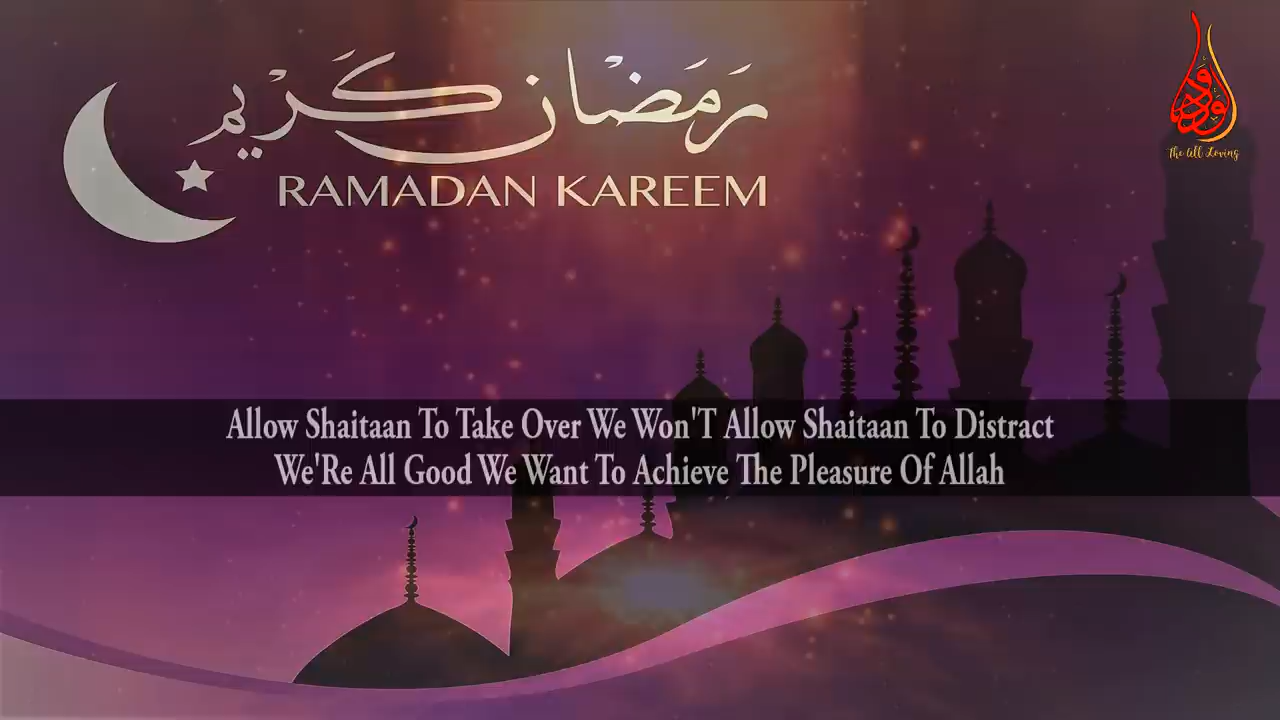 رَمَضَان كَرِيْم
RAMADAN KAREEM
ودود
The All Loving
Allow Shaitaan To Take Over We Won'T Allow Shaitaan To Distract
We'Re All Good We Want To Achieve The Pleasure Of Allah